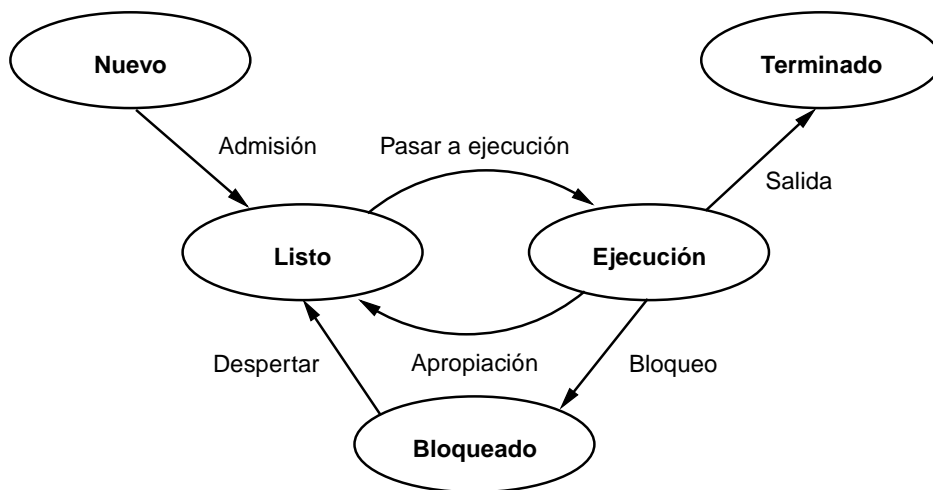 Nuevo
Terminado
Admisión
Pasar a ejecución
Salida
Listo
Ejecución
Despertar
Apropiación
Bloqueo
Bloqueado